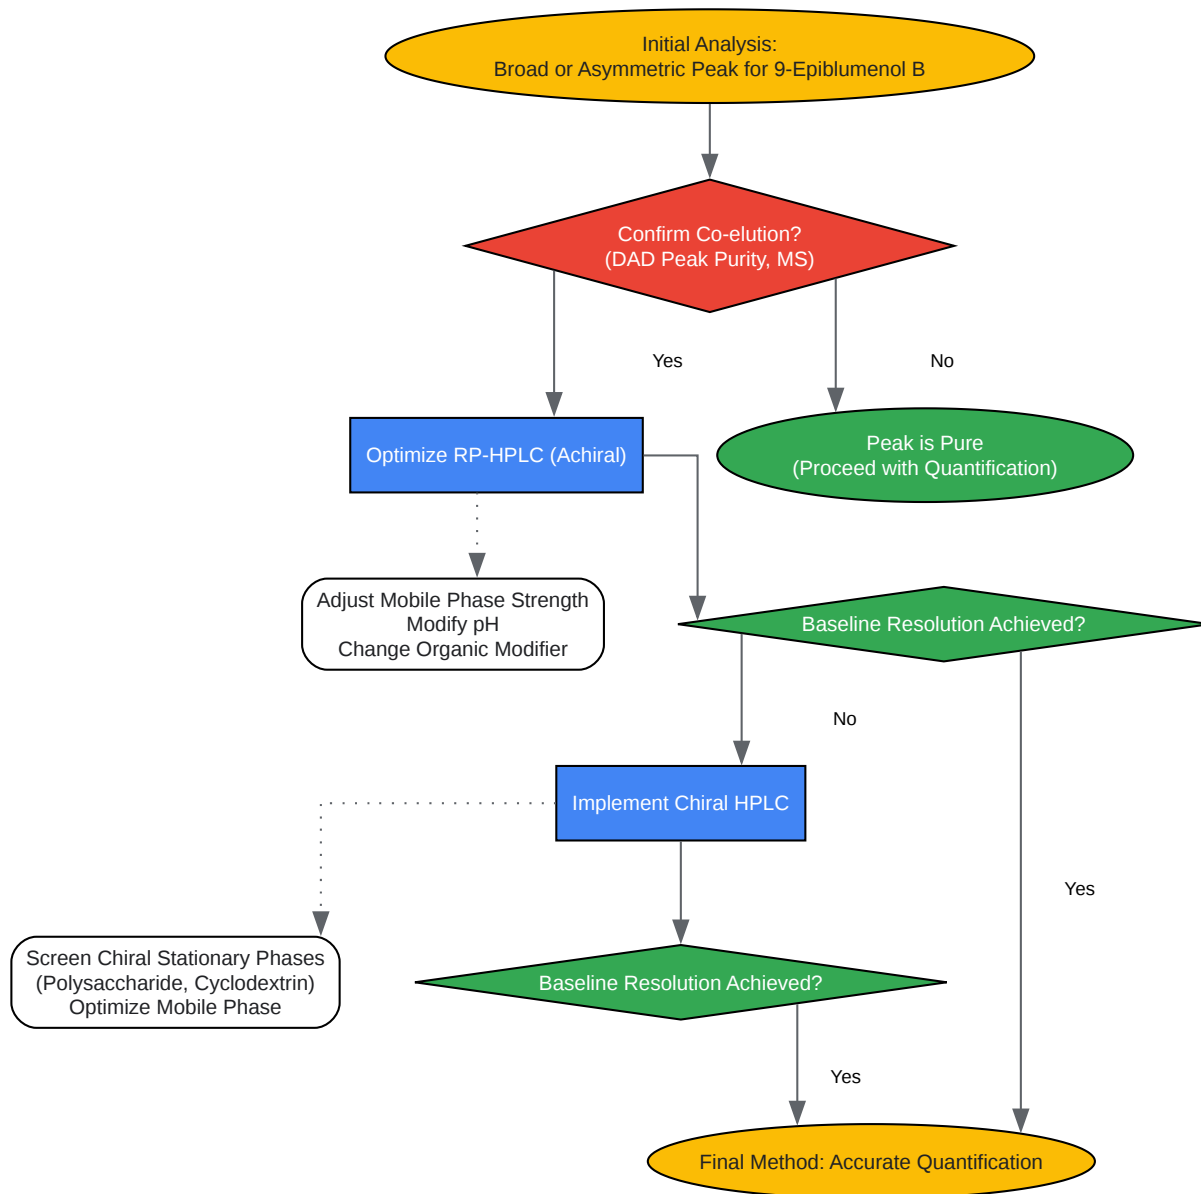 Initial Analysis:
Broad or Asymmetric Peak for 9-Epiblumenol B
Confirm Co-elution?
(DAD Peak Purity, MS)
Yes
No
Optimize RP-HPLC (Achiral)
Peak is Pure
(Proceed with Quantification)
Adjust Mobile Phase Strength
Modify pH
Change Organic Modifier
Baseline Resolution Achieved?
No
Implement Chiral HPLC
Yes
Screen Chiral Stationary Phases
(Polysaccharide, Cyclodextrin)
Optimize Mobile Phase
Baseline Resolution Achieved?
Yes
Final Method: Accurate Quantification